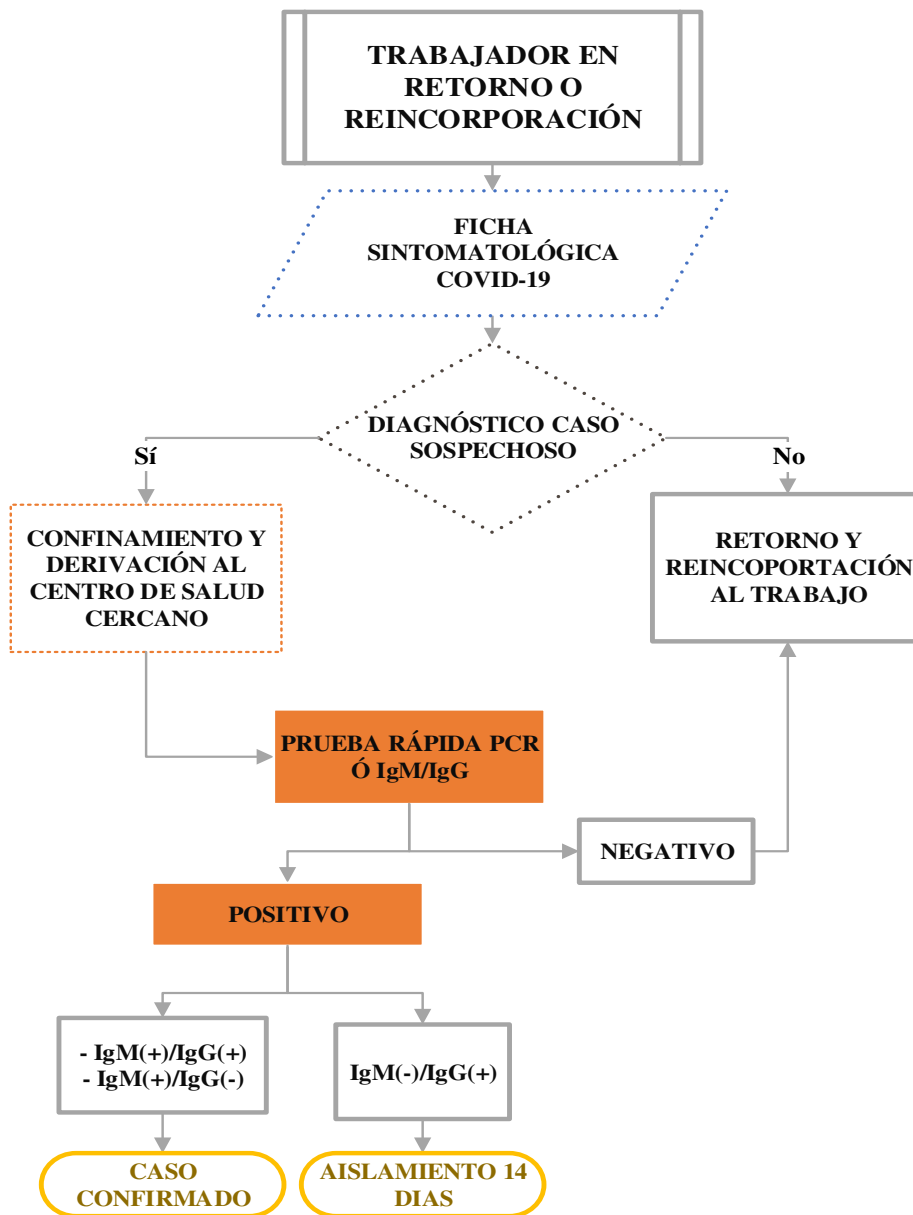 TRABAJADOR EN
RETORNO O
REINCORPORACIÓN
FICHA
SINTOMATOLÓGICA
COVID-19
DIAGNÓSTICO CASO
SOSPECHOSO
Sí
No
CONFINAMIENTO Y
DERIVACIÓN AL
CENTRO DE SALUD
CERCANO
RETORNO Y
REINCOPORTACIÓN
AL TRABAJO
PRUEBA RÁPIDA PCR
Ó IgM/IgG
NEGATIVO
POSITIVO
- IgM(+)/IgG(+)
- IgM(+)/IgG(-)
IgM(-)/IgG(+)
CASO
CONFIRMADO
AISLAMIENTO 14
DIAS